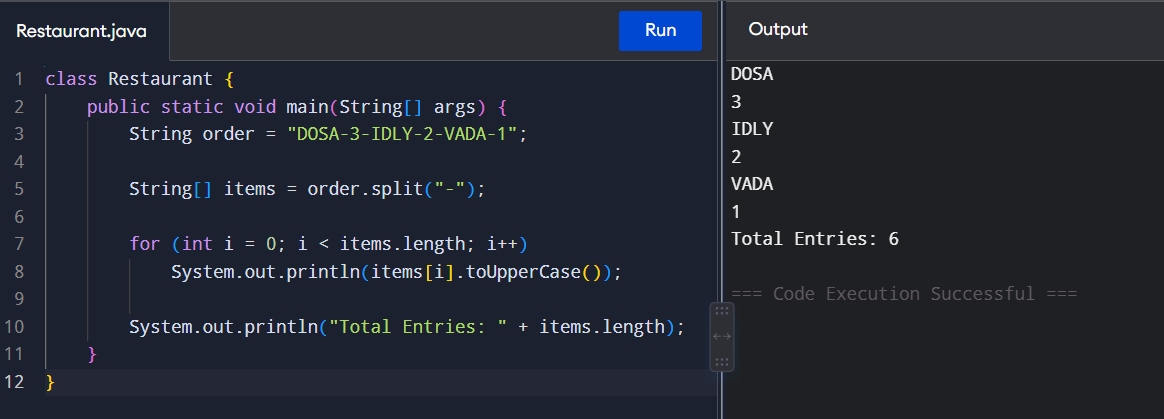 Restaurant.java
Run
1 class Restaurant {
2     public static void main(String[] args) {
3         String order = "DOSA-3-IDLY-2-VADA-1";
4
5         String[] items = order.split("-");
6
7         for (int i = 0; i < items.length; i++)
8             System.out.println(items[i].toUpperCase());
9
10         System.out.println("Total Entries: " + items.length);
11     }
12 }
Output
DOSA
3
IDLY
2
VADA
1
Total Entries: 6
=== Code Execution Successful ===